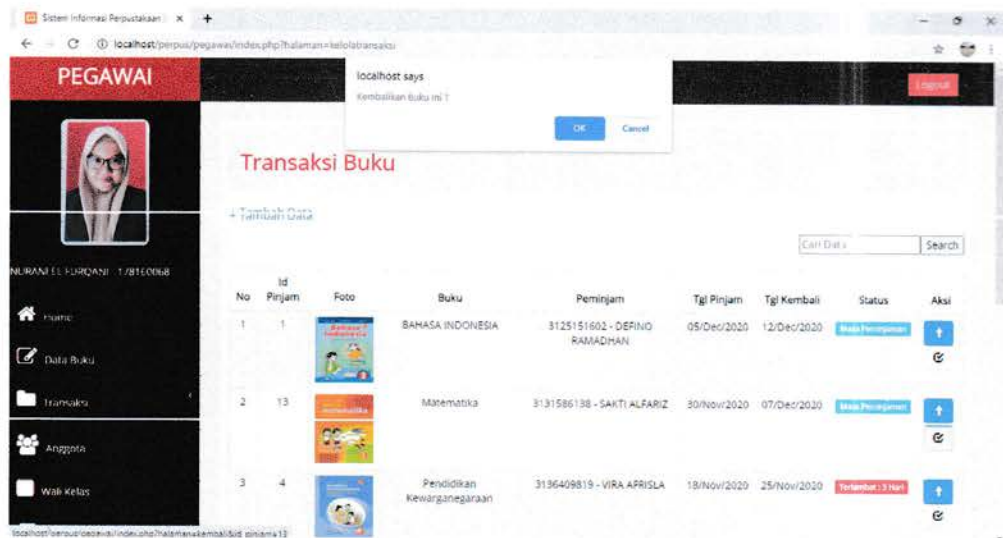 Sistem Informasi Perpustakaan
localhost/perpus/pegawai/index.php?halaman=kelolatransaksi
PEGAWAI
localhost says
Kembalikan Buku Ini ?
OK Cancel
Logout
Transaksi Buku
+ Tambah Data
Cari Data Search
NURANI EL FURQANI 178160068
Home
Data Buku
Transaksi
Anggota
Wali Kelas
No Id Pinjam Foto Buku Peminjam Tgl Pinjam Tgl Kembali Status Aksi
1 1 BAHASA INDONESIA 3125151602 - DEFINO RAMADHAN 05/Dec/2020 12/Dec/2020 Masa Peminjaman
2 13 Matematika 3131586138 - SAKTI ALFARIZ 30/Nov/2020 07/Dec/2020 Masa Peminjaman
3 4 Pendidikan Kewarganegaraan 3136409819 - VIRA APRISLA 18/Nov/2020 25/Nov/2020 Terlambat : 3 Hari
localhost/perpus/pegawai/index.php?halaman=kembali&id_pinjam=13